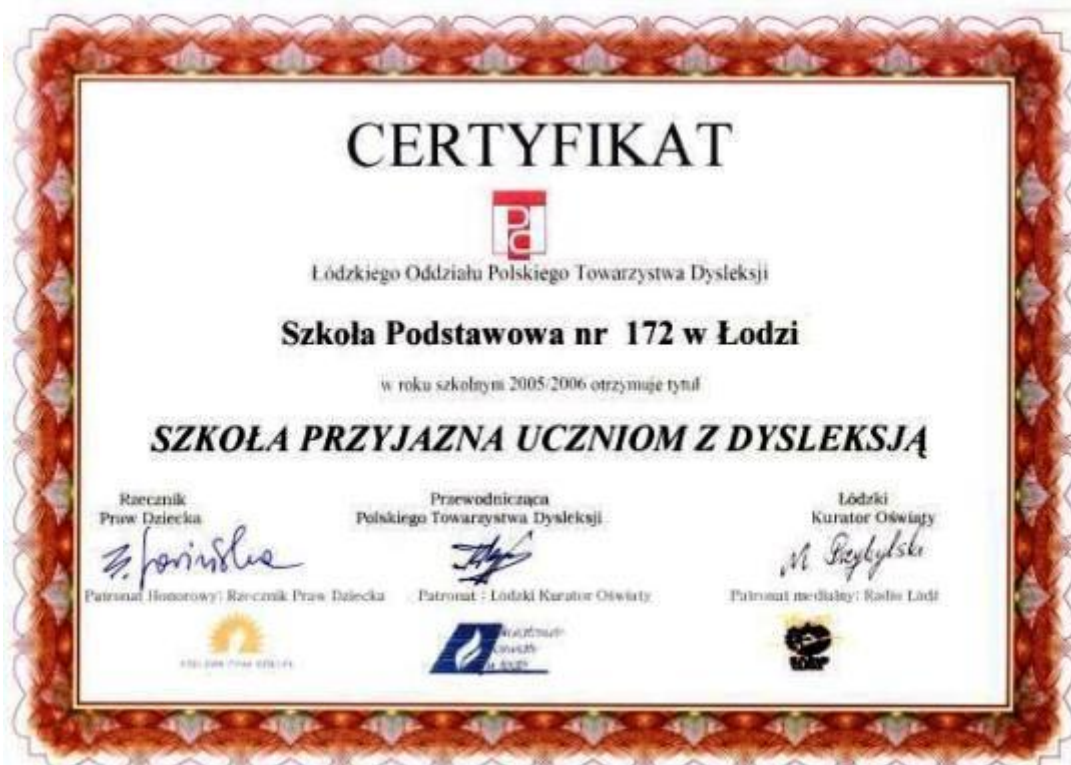 CERTYFIKAT
Łódzkiego Oddziału Polskiego Towarzystwa Dysleksji
Szkoła Podstawowa nr 172 w Łodzi
w roku szkolnym 2005/2006 otrzymuje tytuł
SZKOŁA PRZYJAZNA UCZNIOM Z DYSLEKSJĄ
Rzecznik
Praw Dziecka
Przewodnicząca
Polskiego Towarzystwa Dysleksji
Łódzki
Kurator Oświaty
M Przybylski
Patronat Honorowy: Rzecznik Praw Dziecka
Patronat : Łódzki Kurator Oświaty
Patronat medialny: Radio Łódź